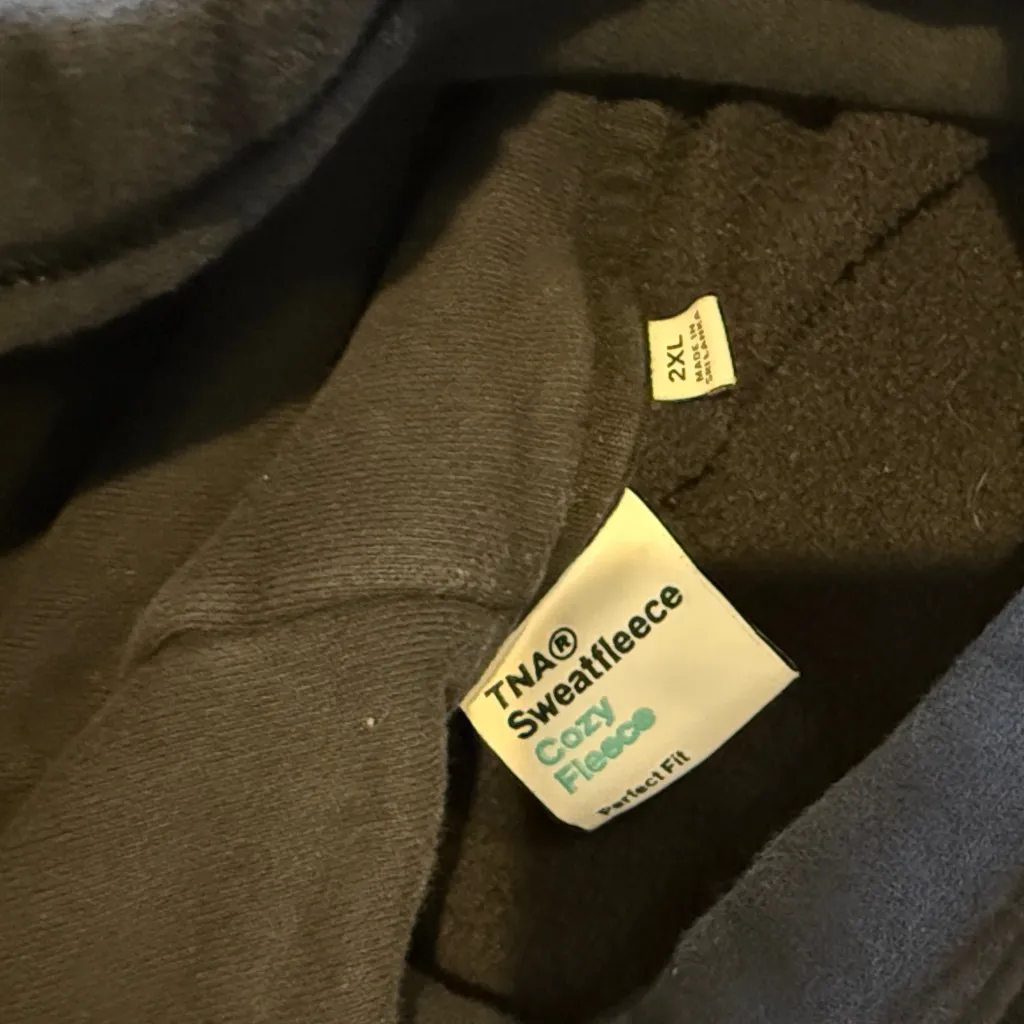 2XL
MADE IN
SRI LANKA
TNA®
Sweatfleece
Cozy
Fleece
Perfect Fit